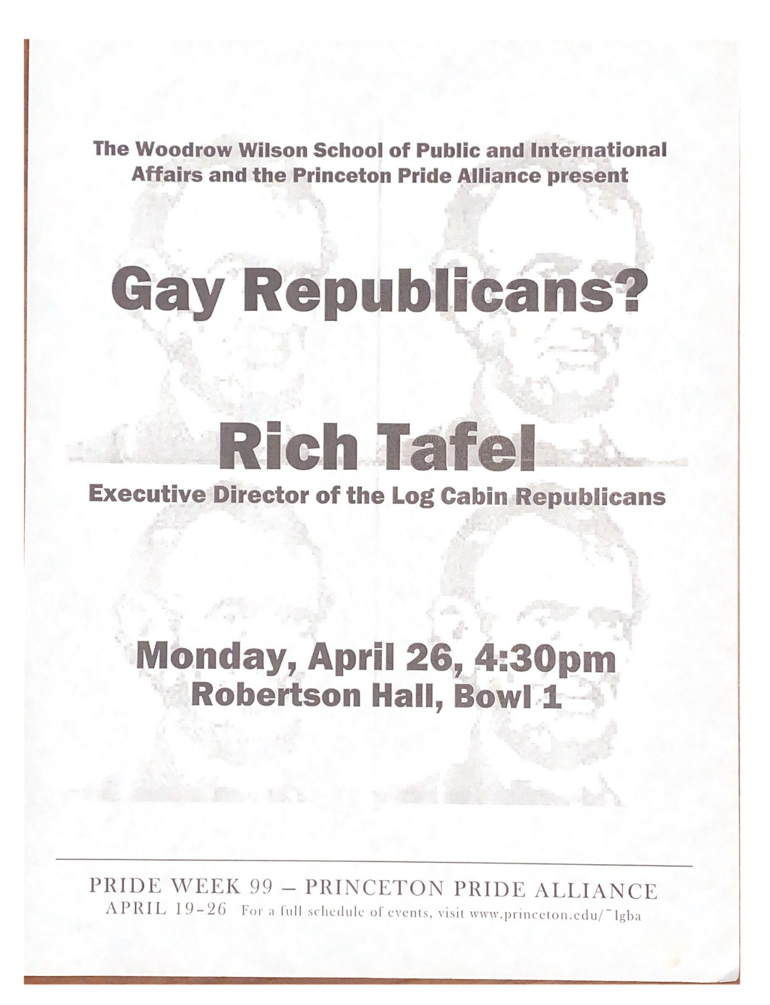 The Woodrow Wilson School of Public and International
Affairs and the Princeton Pride Alliance present
Gay Republicans?
Rich Tafel
Executive Director of the Log Cabin Republicans
Monday, April 26, 4:30pm
Robertson Hall, Bowl 1
PRIDE WEEK 99 – PRINCETON PRIDE ALLIANCE
APRIL 19–26 For a full schedule of events, visit www.princeton.edu/~lgba